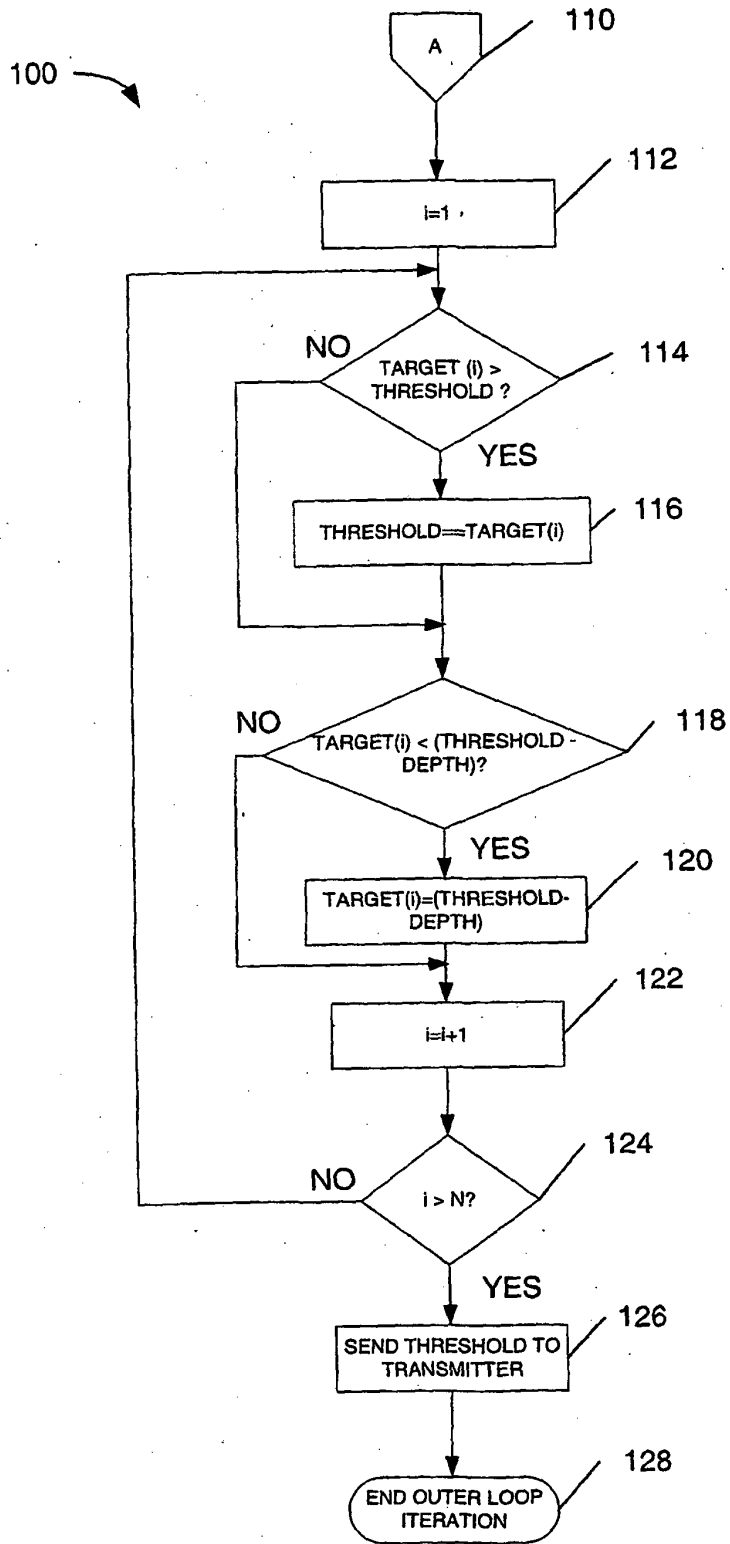 110
A
100
112
i=1
NO
114
TARGET (i) >
THRESHOLD ?
YES
116
THRESHOLD==TARGET(i)
NO
118
TARGET(i) < (THRESHOLD -
DEPTH)?
YES
120
TARGET(i)=(THRESHOLD-
DEPTH)
122
i=i+1
124
NO
i > N?
YES
126
SEND THRESHOLD TO
TRANSMITTER
128
END OUTER LOOP
ITERATION